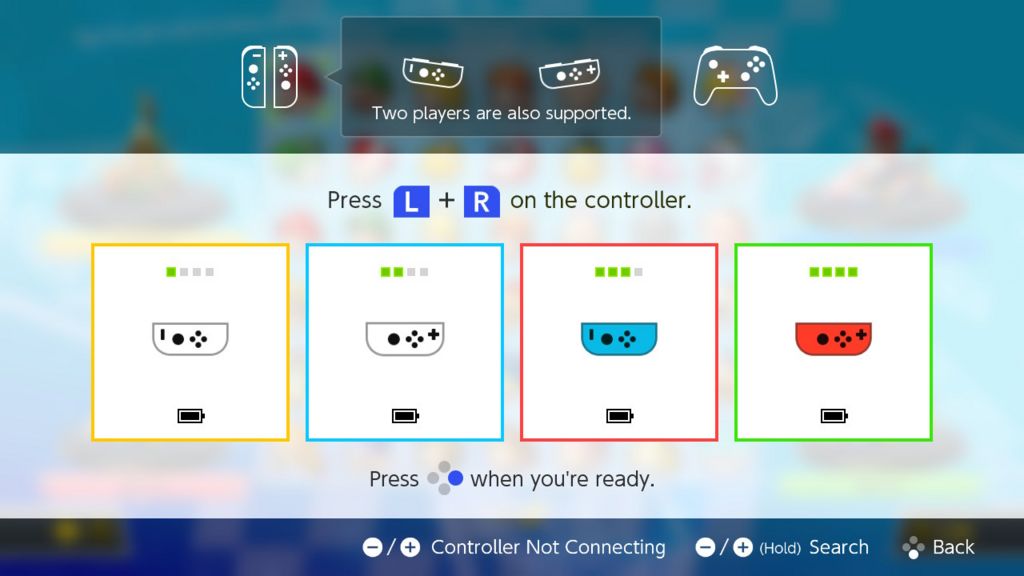 Two players are also supported.
Press L + R on the controller.
Press when you're ready.
−/+ Controller Not Connecting −/+ (Hold) Search Back